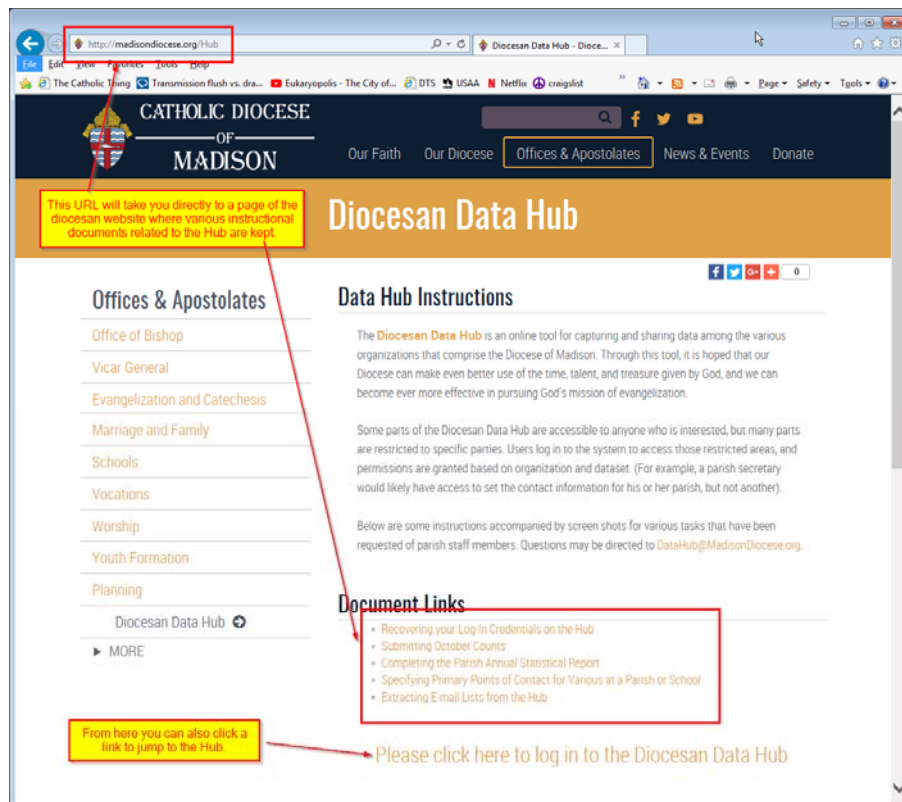 http://madisondiocese.org/Hub
Diocesan Data Hub - Dioce...
File Edit View Favorites Tools Help
The Catholic Thing Transmission flush vs. dra... Eukaryopolis - The City of... DTS USAA Netflix craigslist Page Safety Tools
CATHOLIC DIOCESE
OF
MADISON
Our Faith Our Diocese Offices & Apostolates News & Events Donate
This URL will take you directly to a page of the
diocesan website where various instructional
documents related to the Hub are kept.
Diocesan Data Hub
0
Offices & Apostolates
Office of Bishop
Vicar General
Evangelization and Catechesis
Marriage and Family
Schools
Vocations
Worship
Youth Formation
Planning
Diocesan Data Hub
MORE
Data Hub Instructions
The Diocesan Data Hub is an online tool for capturing and sharing data among the various
organizations that comprise the Diocese of Madison. Through this tool, it is hoped that our
Diocese can make even better use of the time, talent, and treasure given by God, and we can
become ever more effective in pursuing God's mission of evangelization.
Some parts of the Diocesan Data Hub are accessible to anyone who is interested, but many parts
are restricted to specific parties. Users log in to the system to access those restricted areas, and
permissions are granted based on organization and dataset. (For example, a parish secretary
would likely have access to set the contact information for his or her parish, but not another).
Below are some instructions accompanied by screen shots for various tasks that have been
requested of parish staff members. Questions may be directed to DataHub@MadisonDiocese.org.
Document Links
Recovering your Log-In Credentials on the Hub
Submitting October Counts
Completing the Parish Annual Statistical Report
Specifying Primary Points of Contact for Various at a Parish or School
Extracting E-mail Lists from the Hub
From here you can also click a
link to jump to the Hub.
Please click here to log in to the Diocesan Data Hub